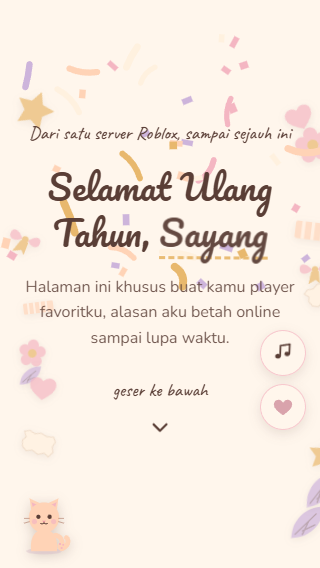 Dari satu server Roblox, sampai sejauh ini
Selamat Ulang
Tahun, Sayang
Halaman ini khusus buat kamu player
favoritku, alasan aku betah online
sampai lupa waktu.
geser ke bawah